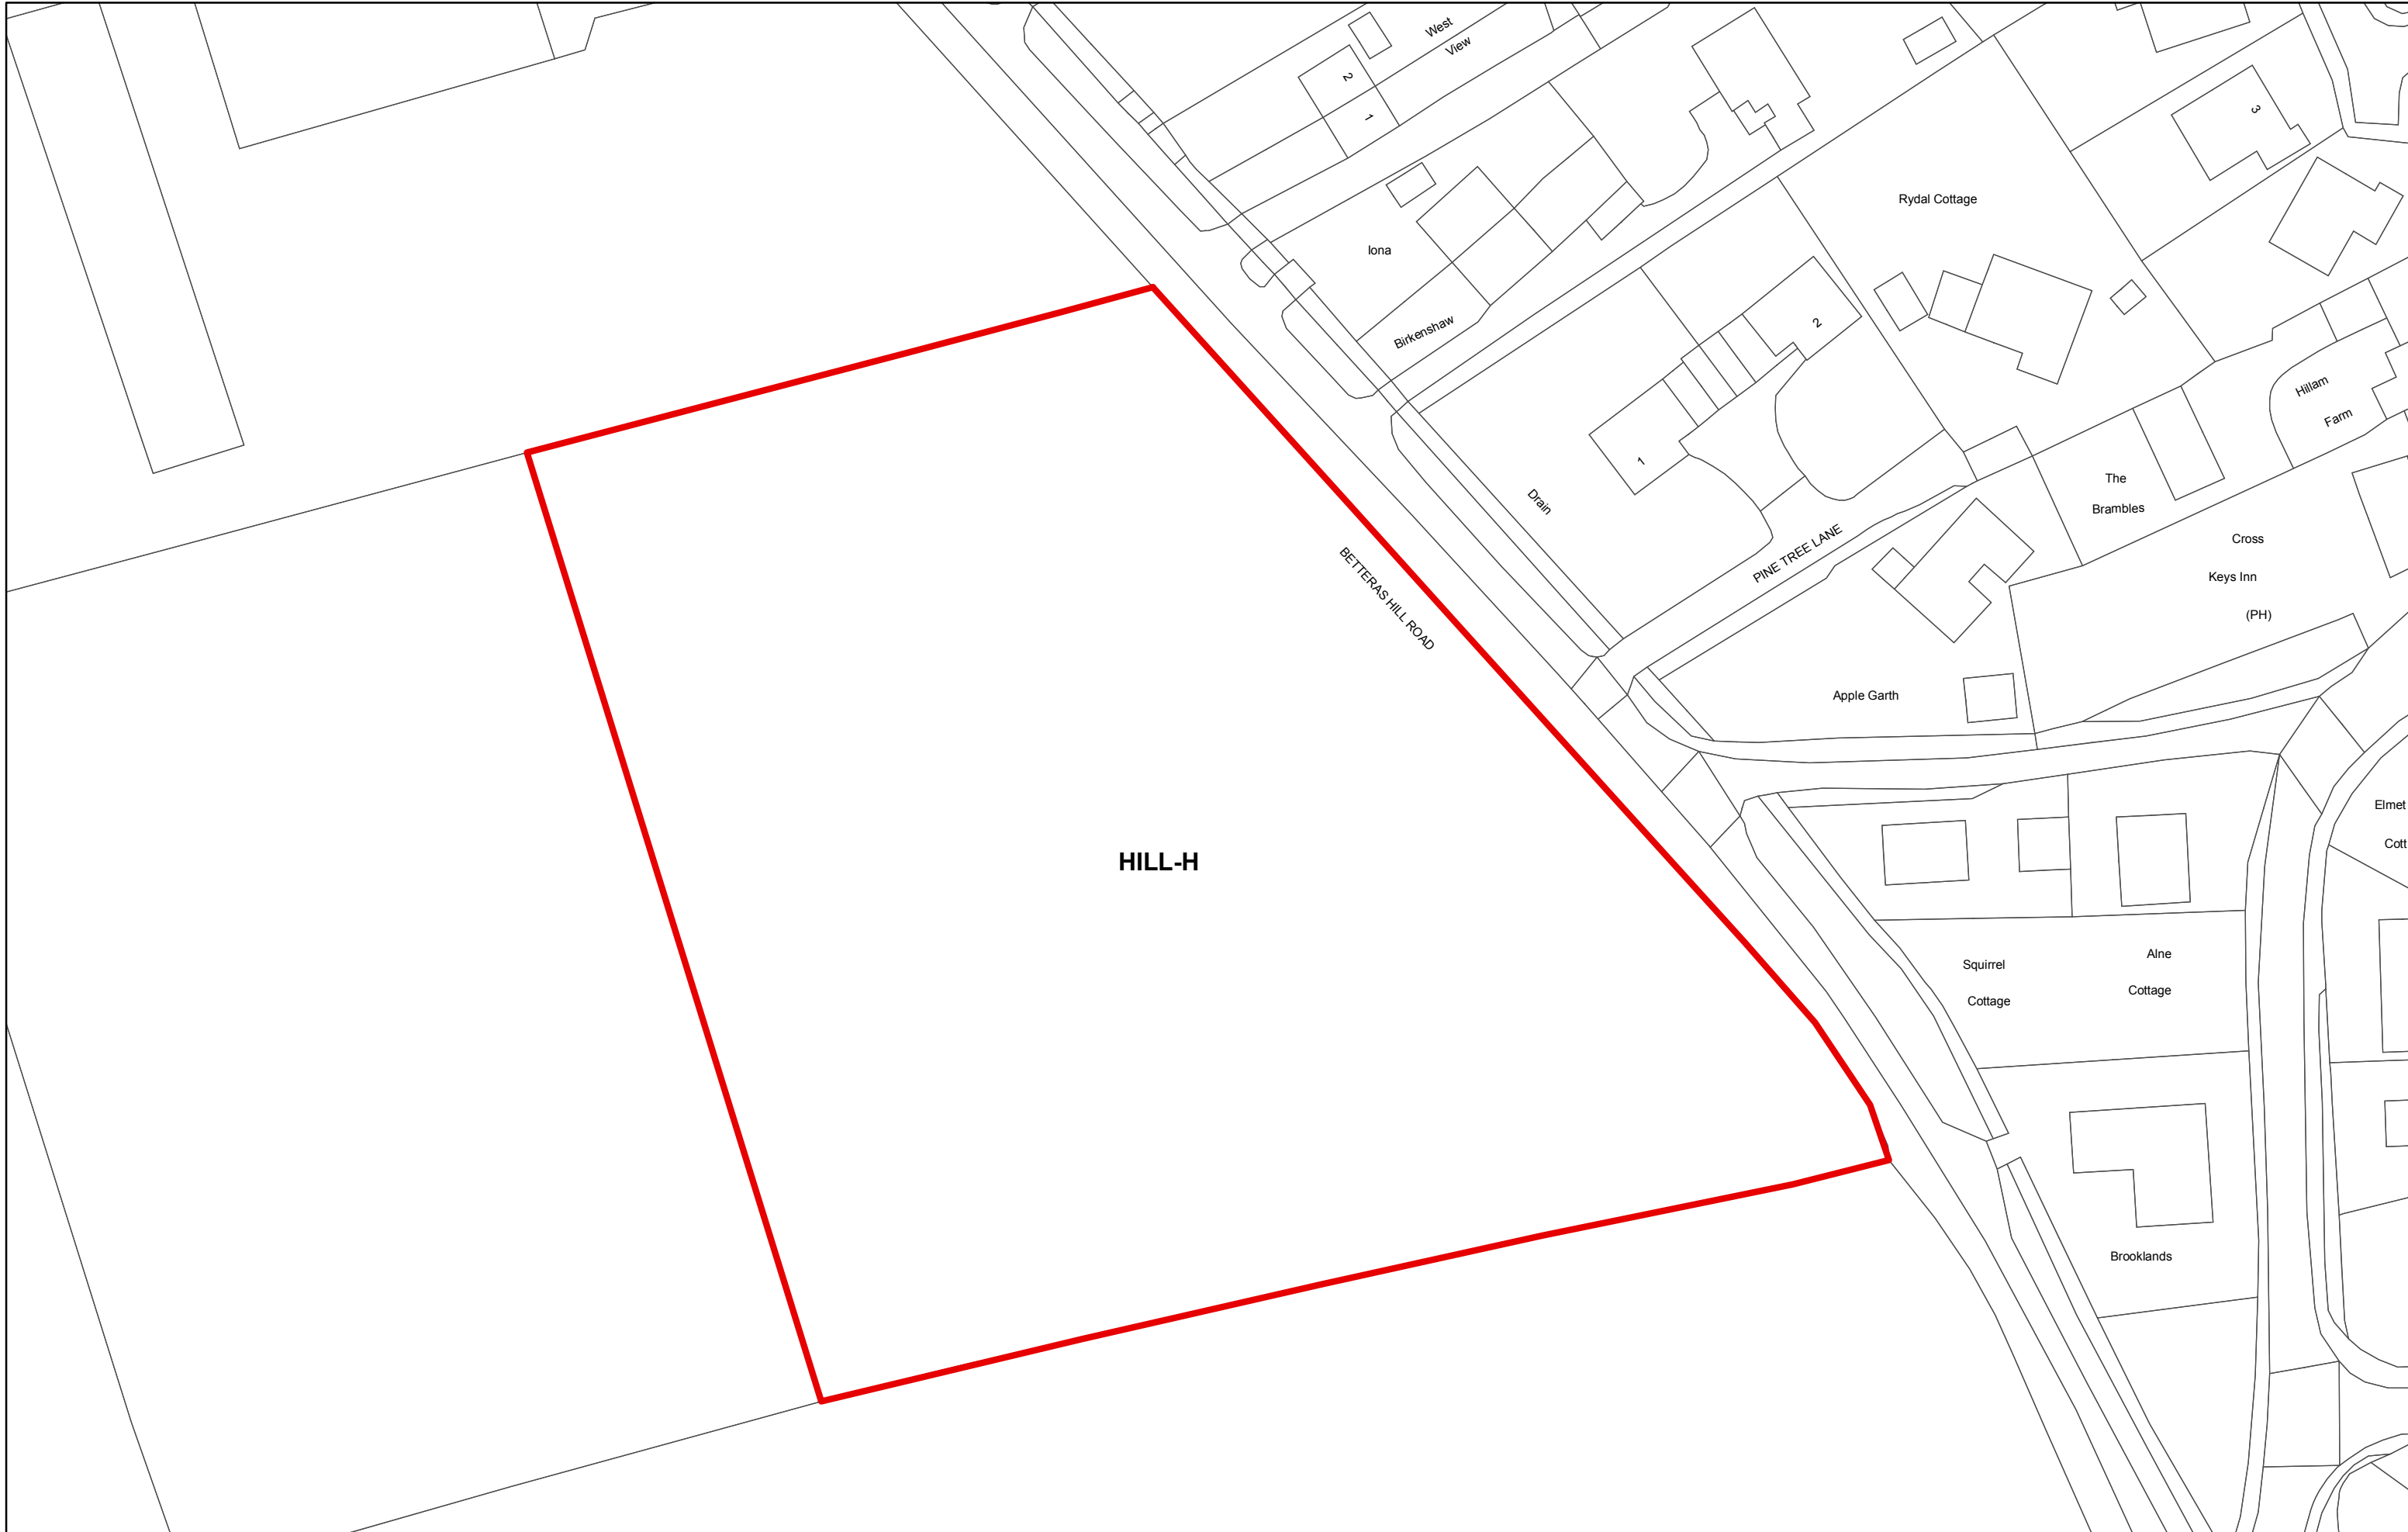 West
View
2
1
3
Rydal Cottage
Iona
Birkenshaw
2
1
Hillam
Farm
Drain
The
Brambles
PINE TREE LANE
Cross
Keys Inn
(PH)
BETTERAS HILL ROAD
Apple Garth
Elmet
Cott
HILL-H
Squirrel
Cottage
Alne
Cottage
Brooklands